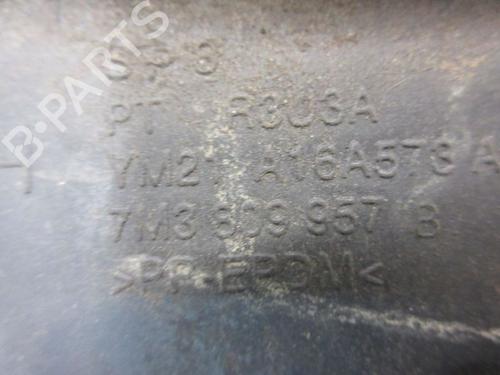 PT R3U3A
YM21 A16A573 A
7M3 809 957 B
>PP-EPDM<
B-PARTS